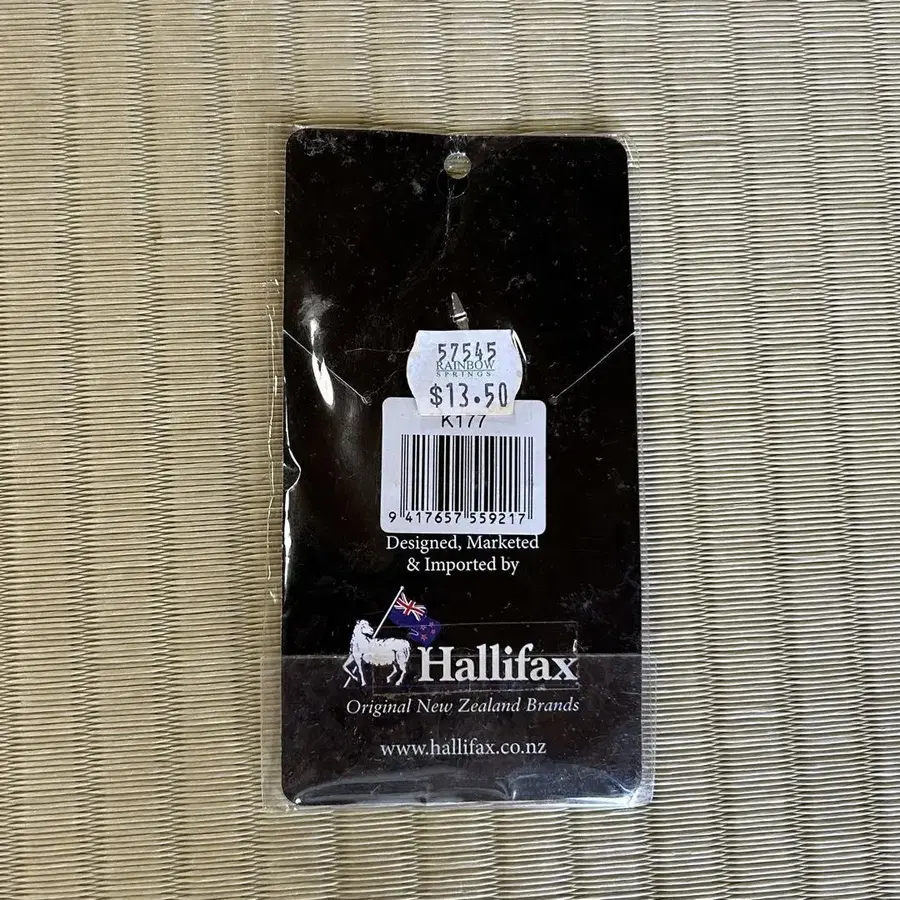 57545
RAINBOW
SPRINGS
$13.50
K177
9 417657 559217
Designed, Marketed
& Imported by
Hallifax
Original New Zealand Brands
www.hallifax.co.nz